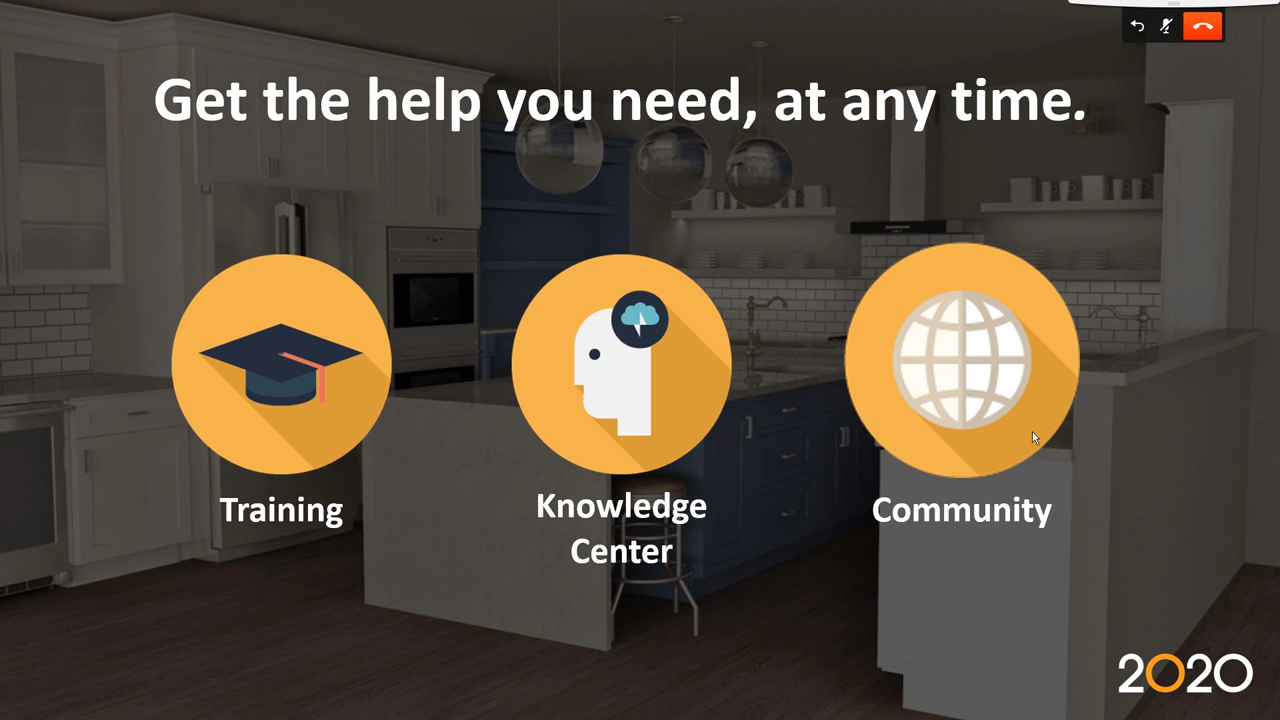 Get the help you need, at any time.
Training
Knowledge
Center
Community
2020